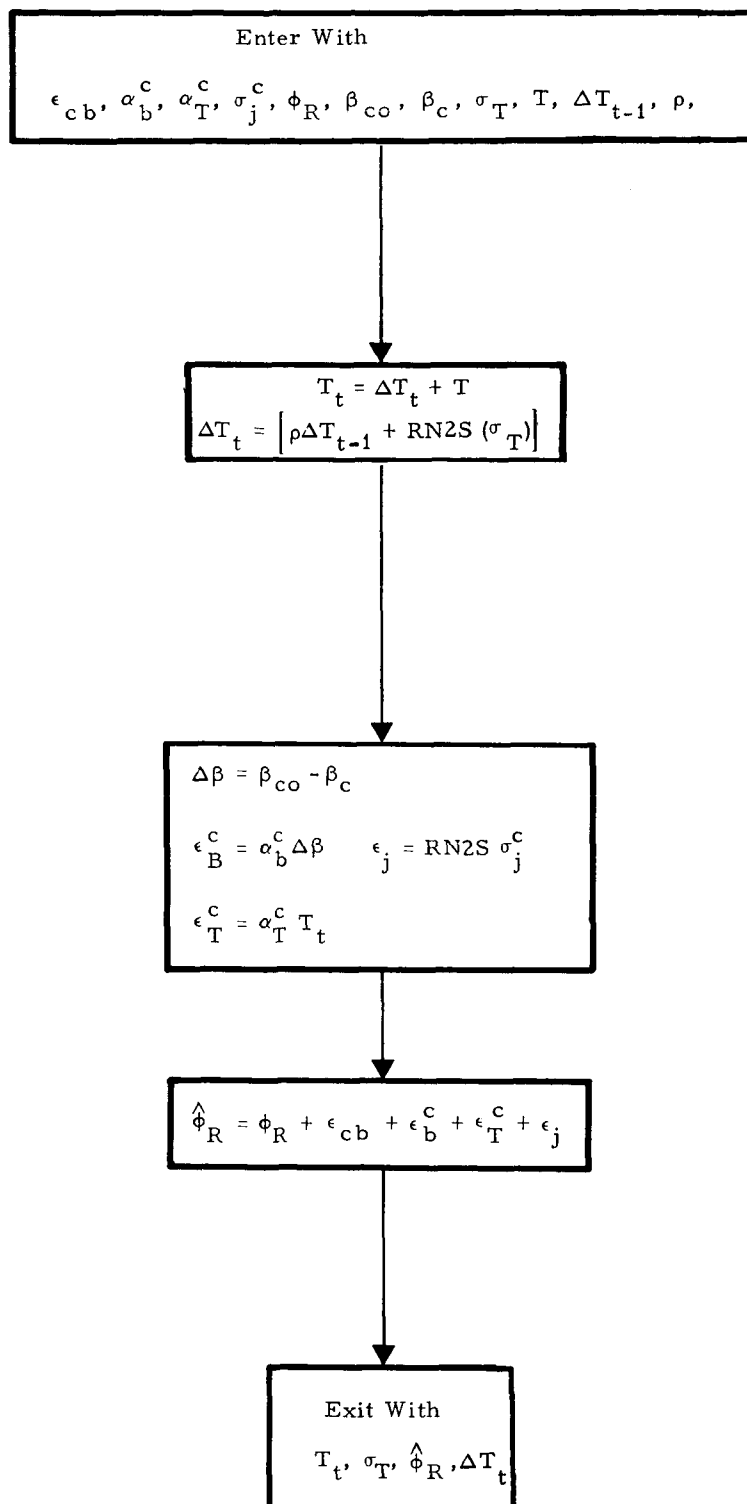 Enter With
ϵ_cb, α_b^c, α_T^c, σ_j^c, ϕ_R, β_co, β_c, σ_T, T, ΔT_t-1, ρ,
T_t = ΔT_t + T
ΔT_t = [ρΔT_t-1 + RN2S (σ_T)]
Δβ = β_co - β_c
ϵ_B^c = α_b^c Δβ ϵ_j = RN2S σ_j^c
ϵ_T^c = α_T^c T_t
ϕ̂_R = ϕ_R + ϵ_cb + ϵ_b^c + ϵ_T^c + ϵ_j
Exit With
T_t, σ_T, ϕ̂_R, ΔT_t